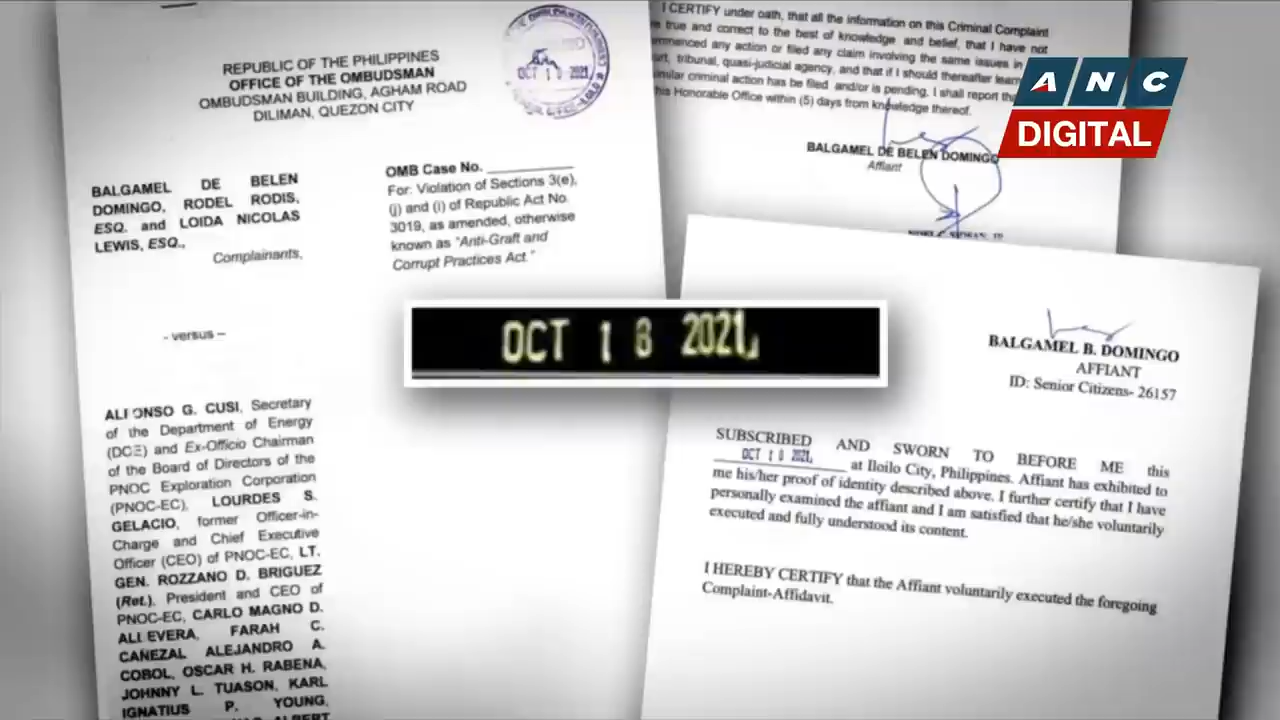 REPUBLIC OF THE PHILIPPINES
OFFICE OF THE OMBUDSMAN
OMBUDSMAN BUILDING, AGHAM ROAD
DILIMAN, QUEZON CITY
BALGAMEL DE BELEN
DOMINGO, RODEL RODIS,
ESQ. and LOIDA NICOLAS
LEWIS, ESQ.,
Complainants,
- versus –
ALFONSO G. CUSI, Secretary
of the Department of Energy
(DOE) and Ex-Officio Chairman
of the Board of Directors of the
PNOC Exploration Corporation
(PNOC-EC), LOURDES S.
GELACIO, former Officer-in-
Charge and Chief Executive
Officer (CEO) of PNOC-EC, LT.
GEN. ROZZANO D. BRIGUEZ
(Ret.), President and CEO of
PNOC-EC, CARLO MAGNO D.
ALI EVERA, FARAH C.
CAÑEZAL ALEJANDRO A.
COBOL, OSCAR H. RABENA,
JOHNNY L. TUASON, KARL
IGNATIUS P. YOUNG,
ALBERT
OMB Case No.
For: Violation of Sections 3(e),
(j) and (i) of Republic Act No.
3019, as amended, otherwise
known as "Anti-Graft and
Corrupt Practices Act."
OCT 1 8 2021
I CERTIFY under oath, that all the information on this Criminal Complaint
true and correct to the best of knowledge and belief, that I have not
any action or filed any claim involving the same issues in
tribunal, quasi-judicial agency, and that if I should thereafter learn
similar criminal action has been filed and/or is pending, I shall report
this Honorable Office within (5) days from knowledge thereof.
BALGAMEL DE BELEN DOMINGO
Affiant
ANC
DIGITAL
OCT 1 8 2021
BALGAMEL B. DOMINGO
AFFIANT
ID: Senior Citizens- 26157
SUBSCRIBED AND SWORN TO BEFORE ME this
OCT 1 8 2021 at Iloilo City, Philippines. Affiant has exhibited to
me his/her proof of identity described above. I further certify that I have
personally examined the affiant and I am satisfied that he/she voluntarily
executed and fully understood its content.
I HEREBY CERTIFY that the Affiant voluntarily executed the foregoing
Complaint-Affidavit.